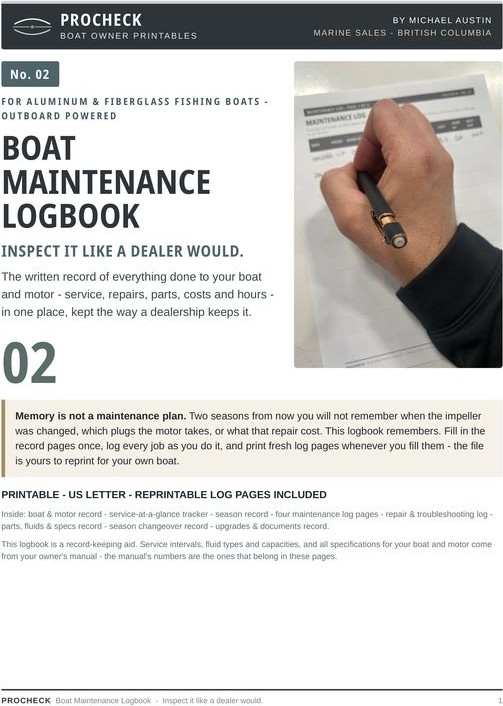 PROCHECK
BOAT OWNER PRINTABLES
BY MICHAEL AUSTIN
MARINE SALES - BRITISH COLUMBIA
No. 02
FOR ALUMINUM & FIBERGLASS FISHING BOATS -
OUTBOARD POWERED
BOAT
MAINTENANCE
LOGBOOK
INSPECT IT LIKE A DEALER WOULD.
The written record of everything done to your boat
and motor - service, repairs, parts, costs and hours -
in one place, kept the way a dealership keeps it.
02
MAINTENANCE LOG
Memory is not a maintenance plan. Two seasons from now you will not remember when the impeller
was changed, which plugs the motor takes, or what that repair cost. This logbook remembers. Fill in the
record pages once, log every job as you do it, and print fresh log pages whenever you fill them - the file
is yours to reprint for your own boat.
PRINTABLE - US LETTER - REPRINTABLE LOG PAGES INCLUDED
Inside: boat & motor record - service-at-a-glance tracker - season record - four maintenance log pages - repair & troubleshooting log -
parts, fluids & specs record - season changeover record - upgrades & documents record.
This logbook is a record-keeping aid. Service intervals, fluid types and capacities, and all specifications for your boat and motor come
from your owner's manual - the manual's numbers are the ones that belong in these pages.
PROCHECK Boat Maintenance Logbook - Inspect it like a dealer would.
1